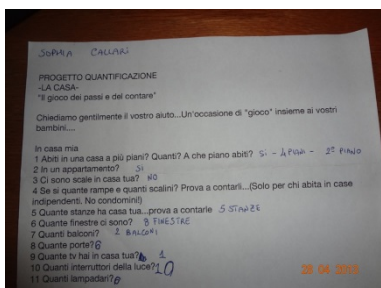 SOPHIA CALLARI
PROGETTO QUANTIFICAZIONE
-LA CASA-
"Il gioco dei passi e del contare"
Chiediamo gentilmente il vostro aiuto...Un'occasione di "gioco" insieme ai vostri
bambini....
In casa mia
1 Abiti in una casa a più piani? Quanti? A che piano abiti? SI - 4 PIANI - 2° PIANO
2 In un appartamento? SI
3 Ci sono scale in casa tua? NO
4 Se si quante rampe e quanti scalini? Prova a contarli...(Solo per chi abita in case
indipendenti. No condomini!)
5 Quante stanze ha casa tua...prova a contarle 5 STANZE
6 Quante finestre ci sono? 8 FINESTRE
7 Quanti balconi? 2 BALCONI
8 Quante porte? 6
9 Quante tv hai in casa tua? 1
10 Quanti interruttori della luce? 10
11 Quanti lampadari? 6
28 04 2013